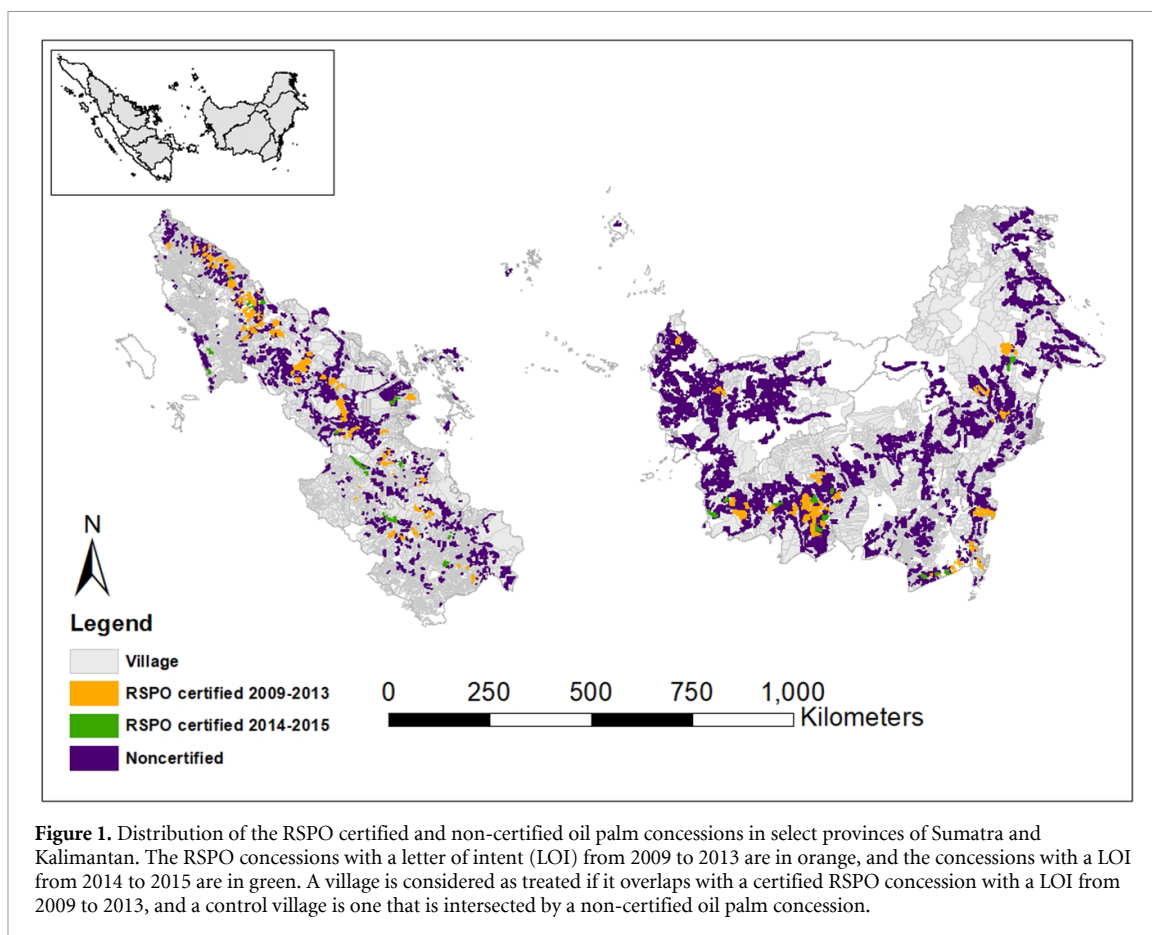 N
Legend
Village
RSPO certified 2009-2013
RSPO certified 2014-2015
Noncertified
0 250 500 750 1,000
Kilometers
Figure 1. Distribution of the RSPO certified and non-certified oil palm concessions in select provinces of Sumatra and
Kalimantan. The RSPO concessions with a letter of intent (LOI) from 2009 to 2013 are in orange, and the concessions with a LOI
from 2014 to 2015 are in green. A village is considered as treated if it overlaps with a certified RSPO concession with a LOI from
2009 to 2013, and a control village is one that is intersected by a non-certified oil palm concession.